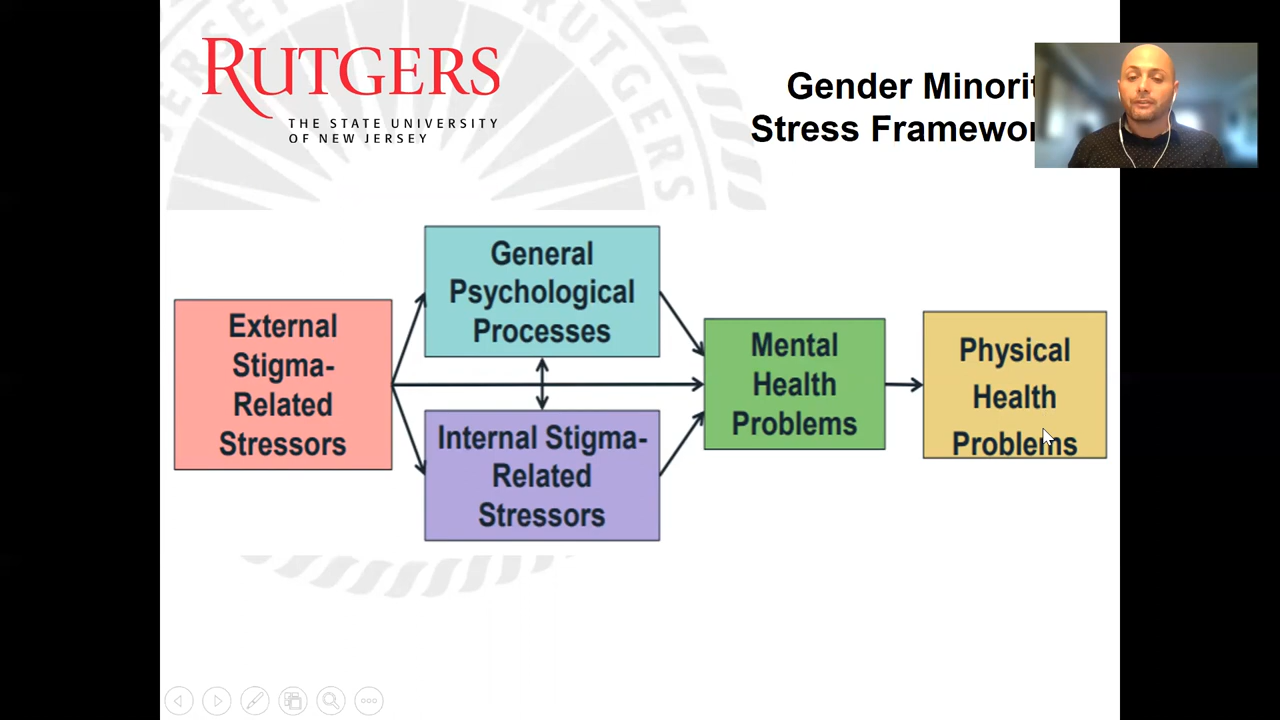 RUTGERS
THE STATE UNIVERSITY
OF NEW JERSEY
RUTGERS
Gender Minorit
Stress Framewor
External
Stigma-
Related
Stressors
General
Psychological
Processes
Internal Stigma-
Related
Stressors
Mental
Health
Problems
Physical
Health
Problems